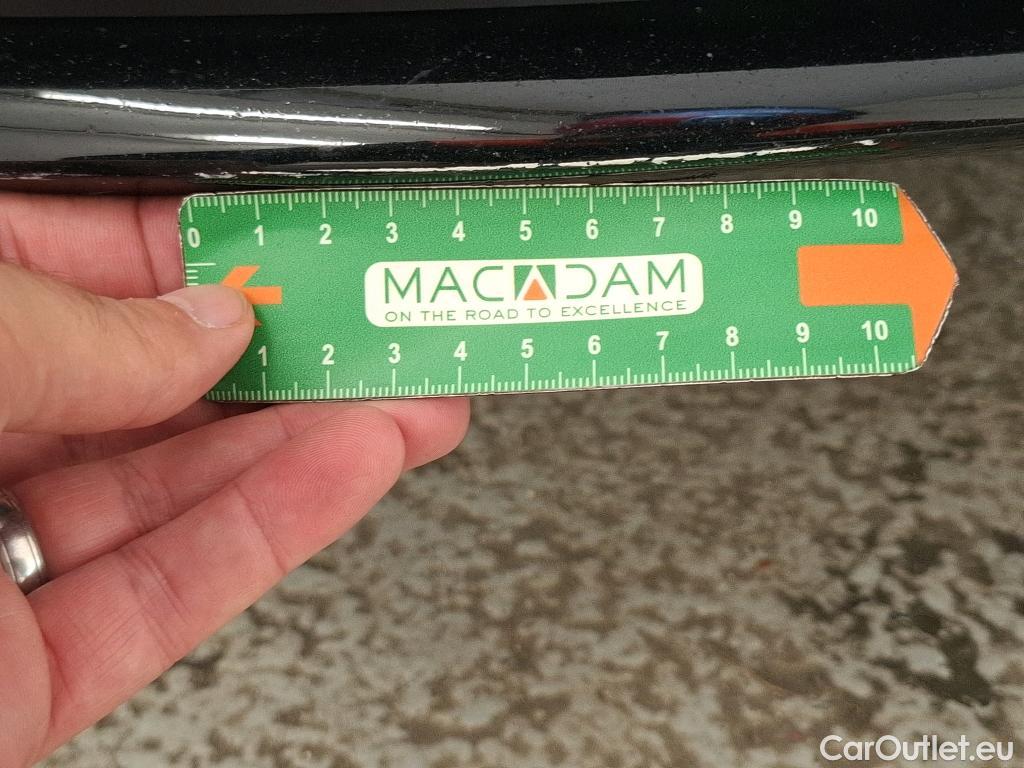 0 1 2 3 4 5 6 7 8 9 10
MACADAM
ON THE ROAD TO EXCELLENCE
1 2 3 4 5 6 7 8 9 10
CarOutlet.eu